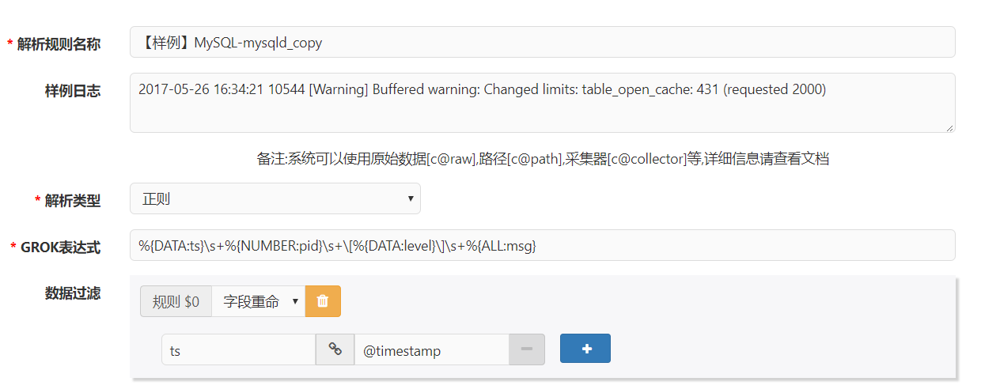 * 解析规则名称
【样例】MySQL-mysqld_copy
样例日志
2017-05-26 16:34:21 10544 [Warning] Buffered warning: Changed limits: table_open_cache: 431 (requested 2000)
备注:系统可以使用原始数据[c@raw],路径[c@path],采集器[c@collector]等,详细信息请查看文档
* 解析类型
正则
* GROK表达式
%{DATA:ts}\s+%{NUMBER:pid}\s+\[%{DATA:level}\]\s+%{ALL:msg}
数据过滤
规则 $0
字段重命
ts
@timestamp